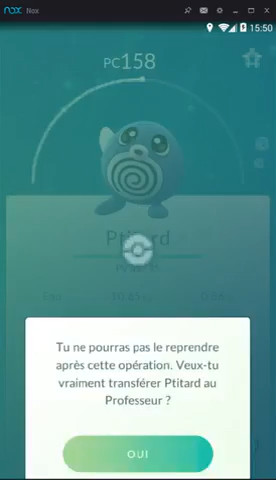 nox Nox
15:50
PC158
Ptitard
Tu ne pourras pas le reprendre
après cette opération. Veux-tu
vraiment transférer Ptitard au
Professeur ?
OUI